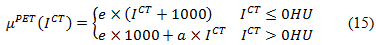 μ^{PET}(I^{CT}) = { e × (I^{CT} + 1000)    I^{CT} ≤ 0HU
e × 1000 + a × I^{CT}    I^{CT} > 0HU    (15)